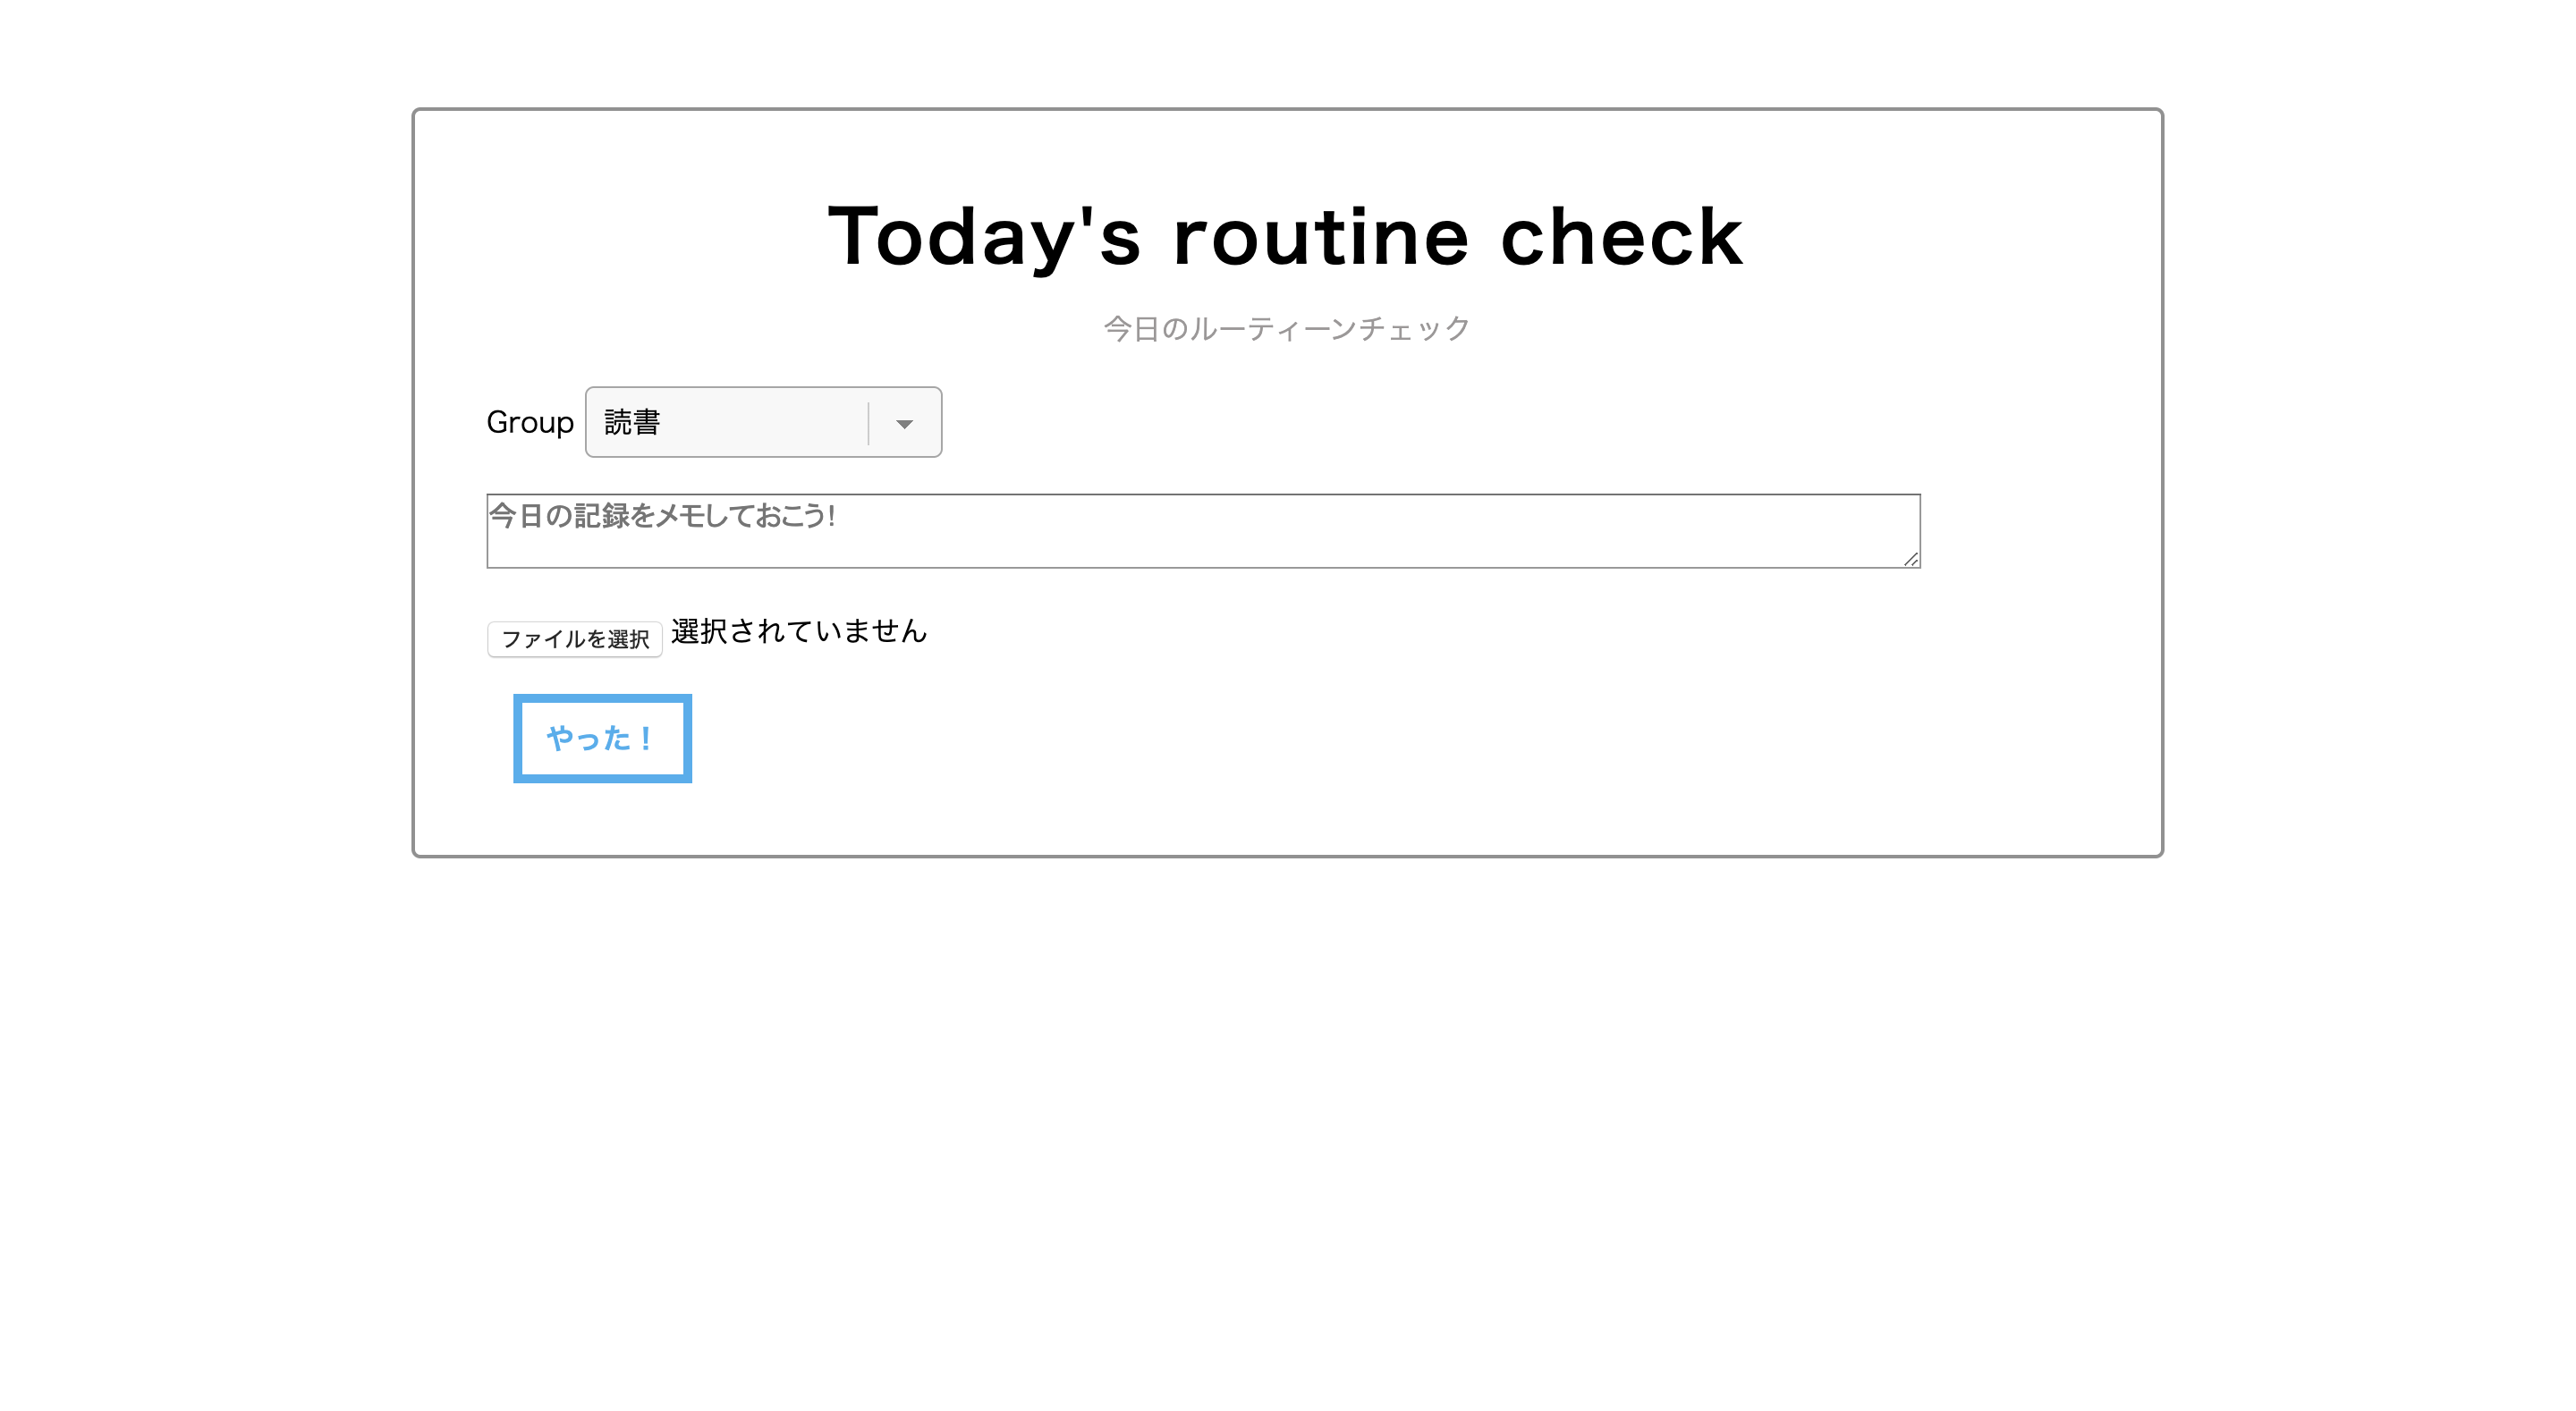 Today's routine check
今日のルーティーンチェック
Group 読書
今日の記録をメモしておこう!
ファイルを選択 選択されていません
やった！